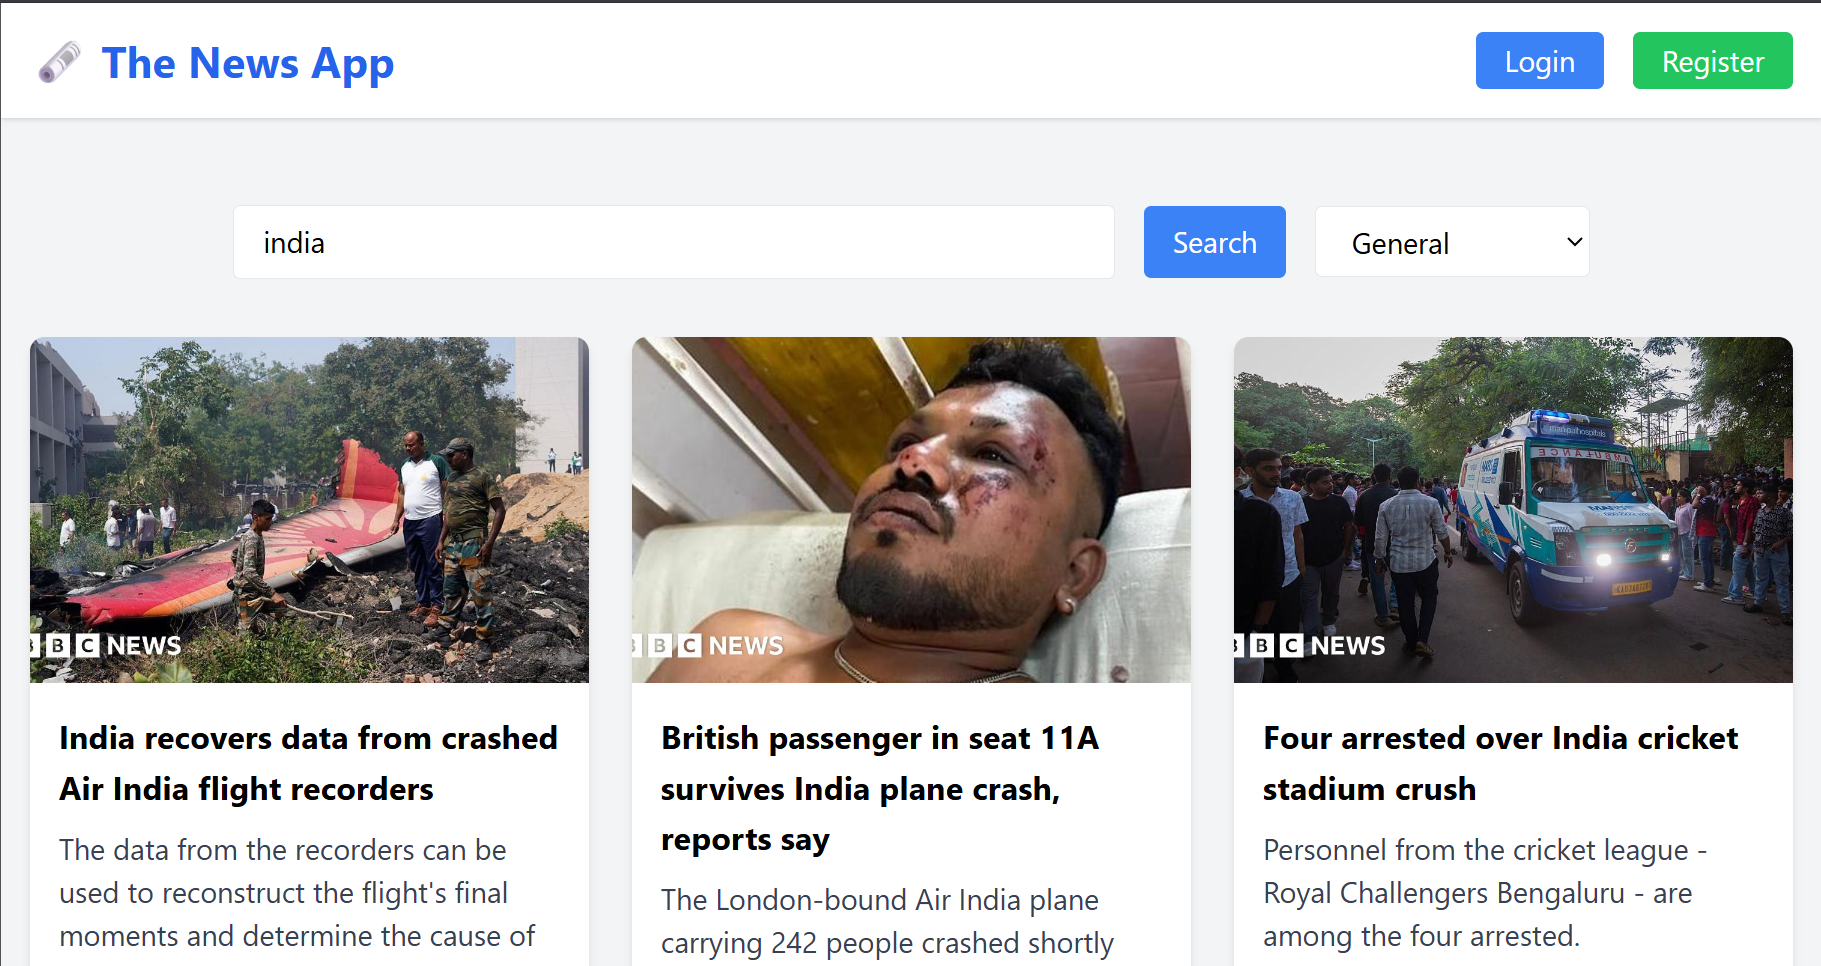 The News App
Login
Register
india
Search
General
BBC NEWS
BBC NEWS
manipalhospitals
AMBULANCE
BBC NEWS
India recovers data from crashed
Air India flight recorders
The data from the recorders can be
used to reconstruct the flight's final
moments and determine the cause of
British passenger in seat 11A
survives India plane crash,
reports say
The London-bound Air India plane
carrying 242 people crashed shortly
Four arrested over India cricket
stadium crush
Personnel from the cricket league -
Royal Challengers Bengaluru - are
among the four arrested.